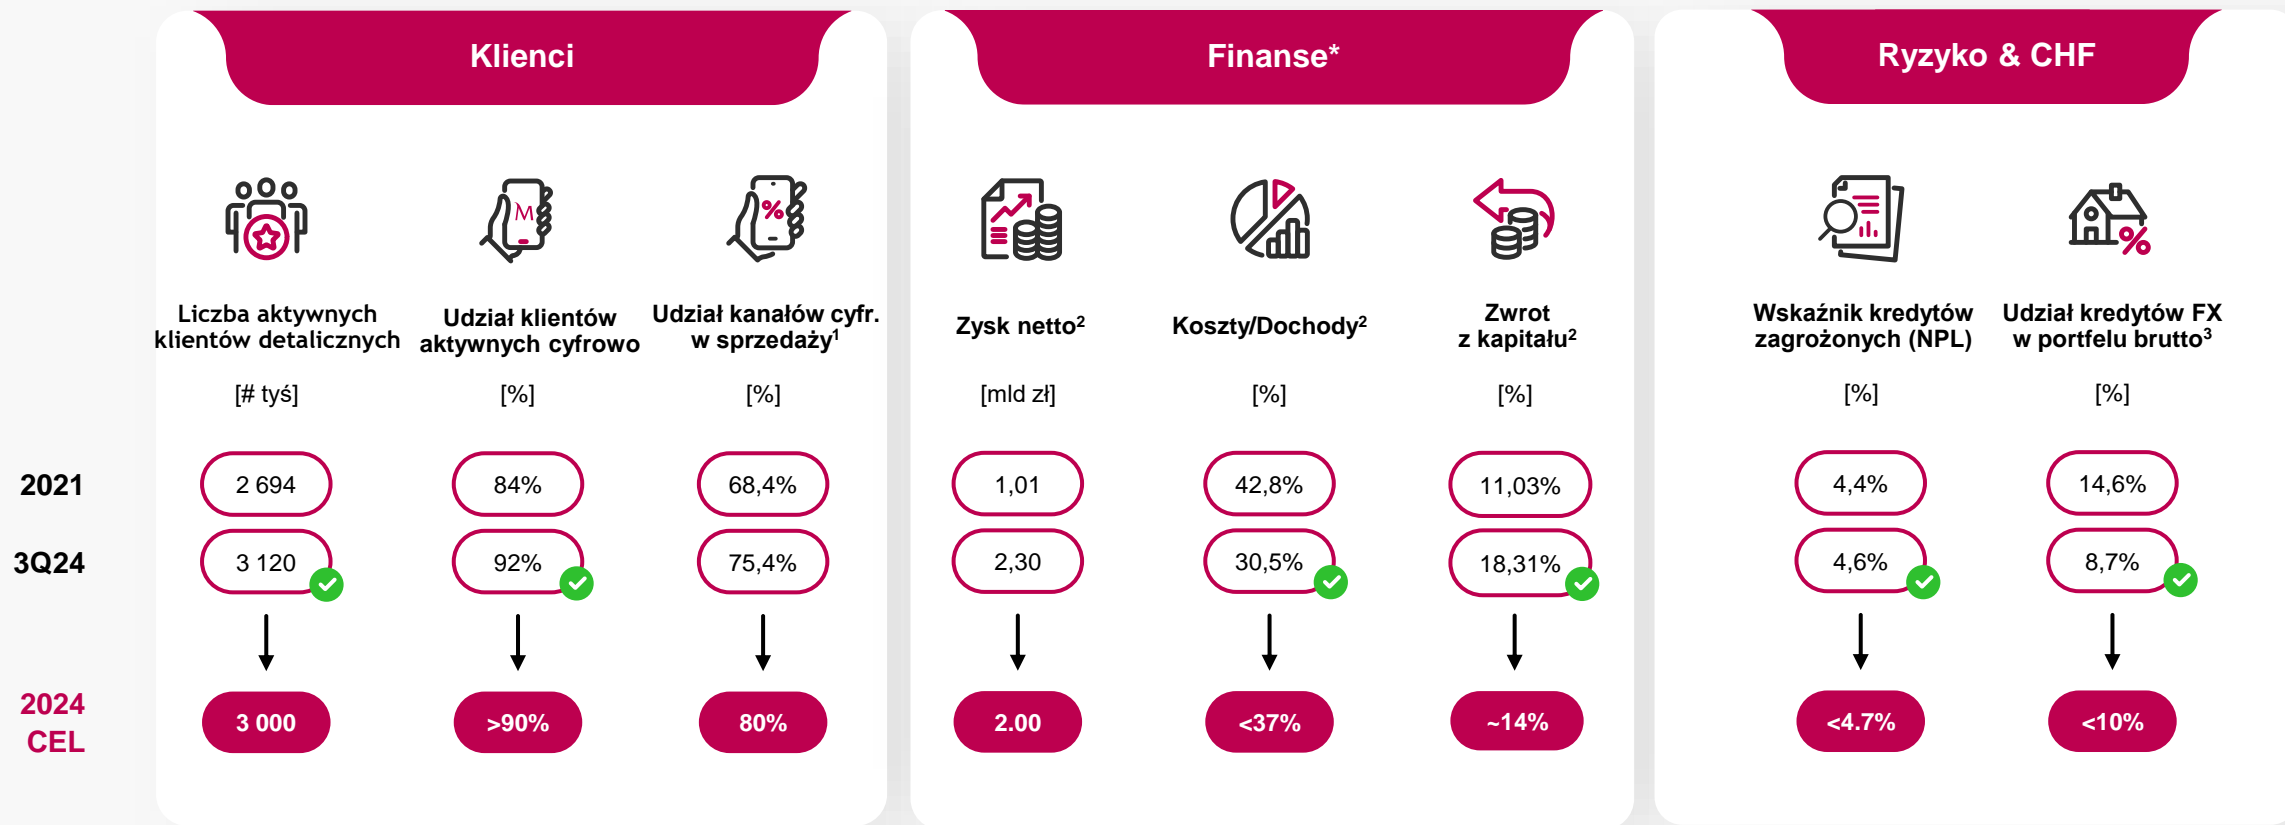 Klienci
Finanse*
Ryzyko & CHF
M
%
Liczba aktywnych
klientów detalicznych
Udział klientów
aktywnych cyfrowo
Udział kanałów cyfr.
w sprzedaży¹
Zysk netto²
Koszty/Dochody²
Zwrot
z kapitału²
Wskaźnik kredytów
zagrożonych (NPL)
Udział kredytów FX
w portfelu brutto³
[# tyś]
[%]
[%]
[mld zł]
[%]
[%]
[%]
[%]
2021
2 694
84%
68,4%
1,01
42,8%
11,03%
4,4%
14,6%
3Q24
3 120
92%
75,4%
2,30
30,5%
18,31%
4,6%
8,7%
2024
CEL
3 000
>90%
80%
2.00
<37%
~14%
<4.7%
<10%